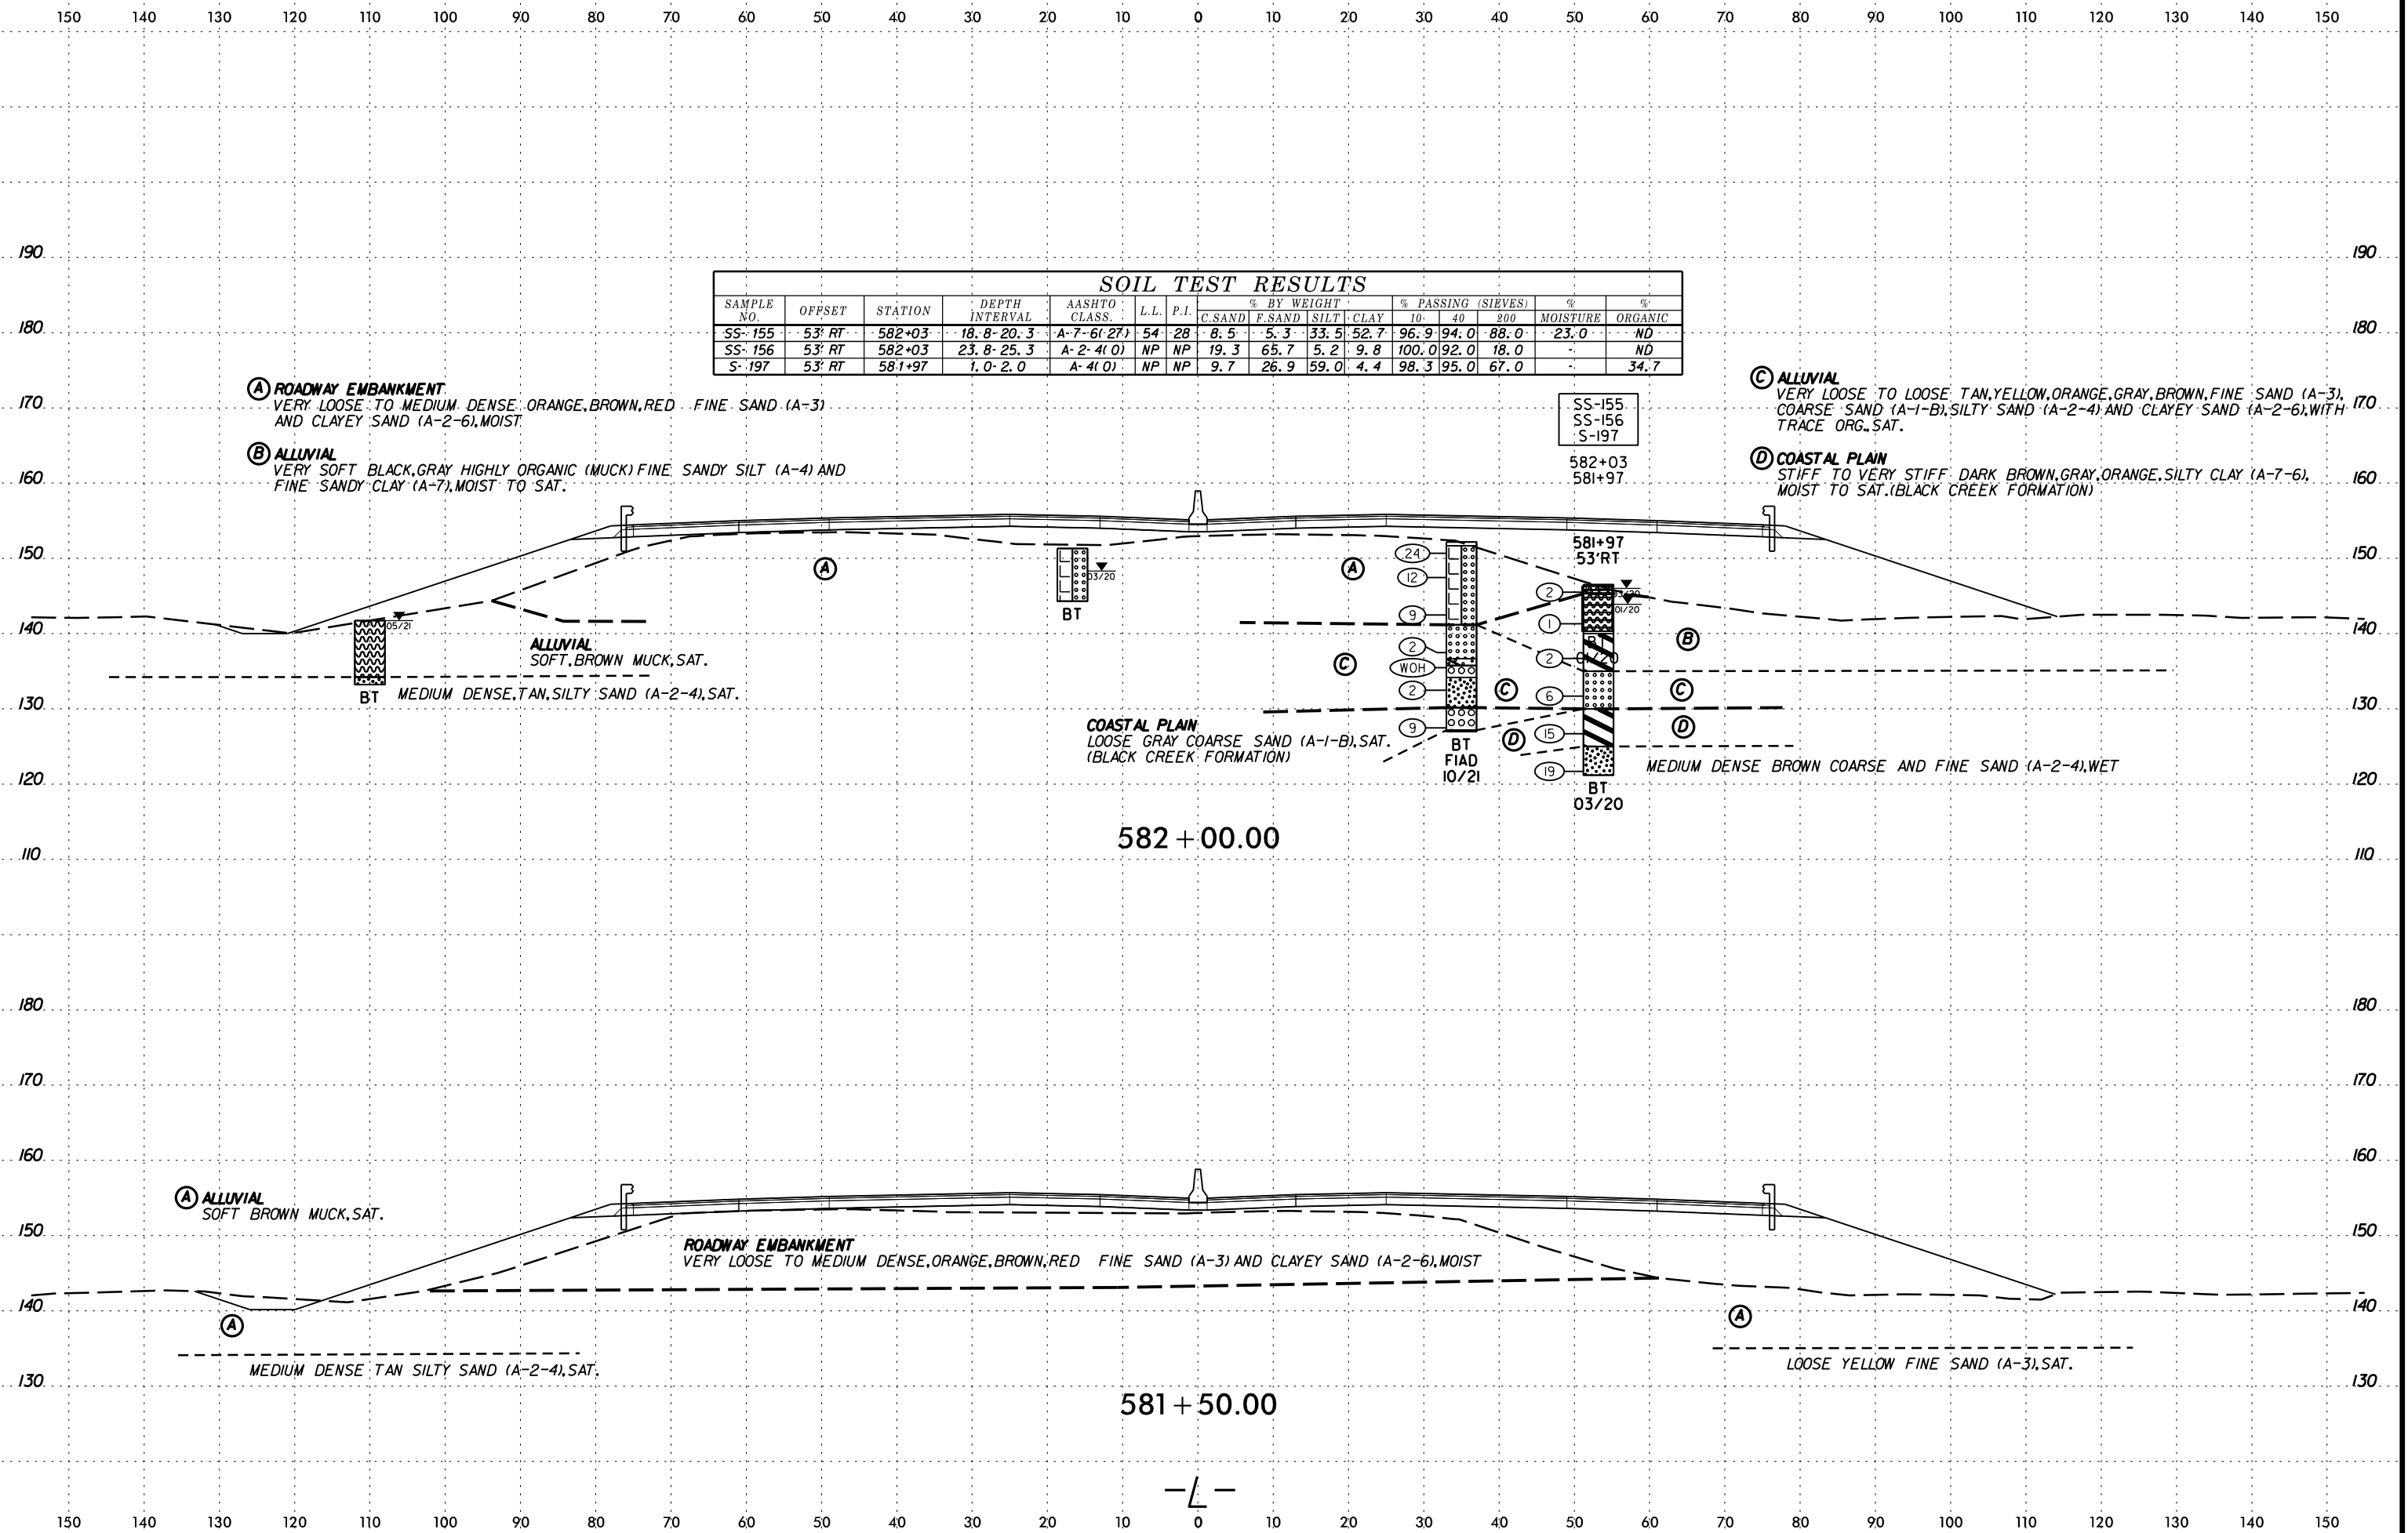 150 140 130 120 110 100 90 80 70 60 50 40 30 20 10 0 10 20 30 40 50 60 70 80 90 100 110 120 130 140 150
190 190
SOIL TEST RESULTS
SAMPLE NO. OFFSET STATION DEPTH INTERVAL AASHTO CLASS. L.L. P.I. % BY WEIGHT % PASSING (SIEVES) % MOISTURE % ORGANIC
C.SAND F.SAND SILT CLAY 10 40 200
180 180
SS-155 53' RT 582+03 18.8-20.3 A-7-6(27) 54 28 8.5 5.3 33.5 52.7 96.9 94.0 88.0 23.0 ND
SS-156 53' RT 582+03 23.8-25.3 A-2-4(0) NP NP 19.3 65.7 5.2 9.8 100.0 92.0 18.0 - ND
S-197 53' RT 581+97 1.0-2.0 A-4(0) NP NP 9.7 26.9 59.0 4.4 98.3 95.0 67.0 - 34.7
A ROADWAY EMBANKMENT
VERY LOOSE TO MEDIUM DENSE ORANGE,BROWN,RED FINE SAND (A-3)
AND CLAYEY SAND (A-2-6),MOIST
B ALLUVIAL
VERY SOFT BLACK,GRAY HIGHLY ORGANIC (MUCK) FINE SANDY SILT (A-4) AND
FINE SANDY CLAY (A-7),MOIST TO SAT.
C ALLUVIAL
VERY LOOSE TO LOOSE TAN,YELLOW,ORANGE,GRAY,BROWN,FINE SAND (A-3),
COARSE SAND (A-1-B),SILTY SAND (A-2-4) AND CLAYEY SAND (A-2-6),WITH
TRACE ORG.,SAT.
D COASTAL PLAIN
STIFF TO VERY STIFF DARK BROWN,GRAY,ORANGE,SILTY CLAY (A-7-6),
MOIST TO SAT.(BLACK CREEK FORMATION)
170 170
SS-155
SS-156
S-197
582+03
581+97
160 160
581+97
53'RT
150 150
A
A
24
12
9
2
WOH
2
9
03/20
BT
2
1
2
6
15
19
03/20
01/20
BT
01/20
140 140
05/21
BT
ALLUVIAL
SOFT,BROWN MUCK,SAT.
MEDIUM DENSE,TAN,SILTY SAND (A-2-4),SAT.
B
C
C
C
130 130
COASTAL PLAIN
LOOSE GRAY COARSE SAND (A-1-B),SAT.
(BLACK CREEK FORMATION)
D
D
BT
FIAD
10/21
MEDIUM DENSE BROWN COARSE AND FINE SAND (A-2-4),WET
120 120
BT
03/20
582+00.00
110 110
180 180
170 170
160 160
A ALLUVIAL
SOFT BROWN MUCK,SAT.
150 150
ROADWAY EMBANKMENT
VERY LOOSE TO MEDIUM DENSE,ORANGE,BROWN,RED FINE SAND (A-3) AND CLAYEY SAND (A-2-6),MOIST
140 140
A
A
MEDIUM DENSE TAN SILTY SAND (A-2-4),SAT.
LOOSE YELLOW FINE SAND (A-3),SAT.
130 130
581+50.00
-L-
150 140 130 120 110 100 90 80 70 60 50 40 30 20 10 0 10 20 30 40 50 60 70 80 90 100 110 120 130 140 150